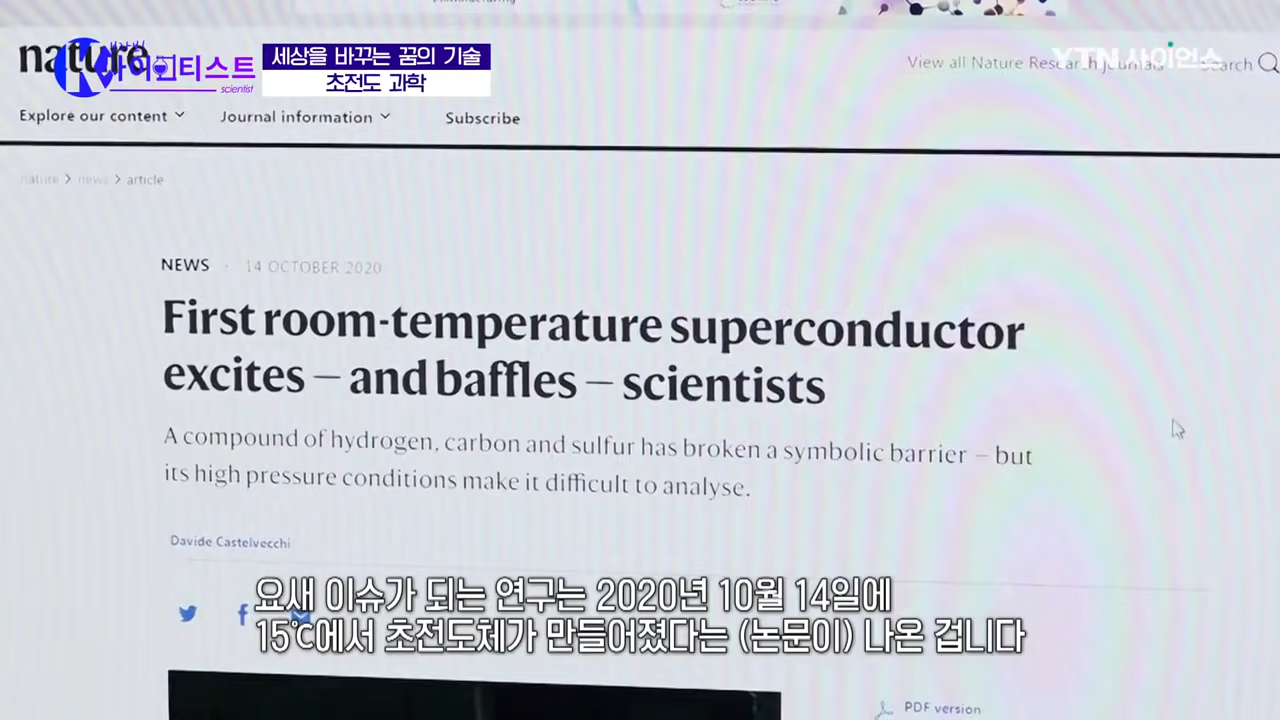 nature
사이언티스트
scientist
세상을 바꾸는 꿈의 기술
초전도 과학
YTN 사이언스
View all Nature Research Journals
Search
Explore our content
Journal information
Subscribe
nature > news > article
NEWS · 14 OCTOBER 2020
First room-temperature superconductor
excites — and baffles — scientists
A compound of hydrogen, carbon and sulfur has broken a symbolic barrier — but
its high pressure conditions make it difficult to analyse.
Davide Castelvecchi
요새 이슈가 되는 연구는 2020년 10월 14일에
15℃에서 초전도체가 만들어졌다는 (논문이) 나온 겁니다
PDF version